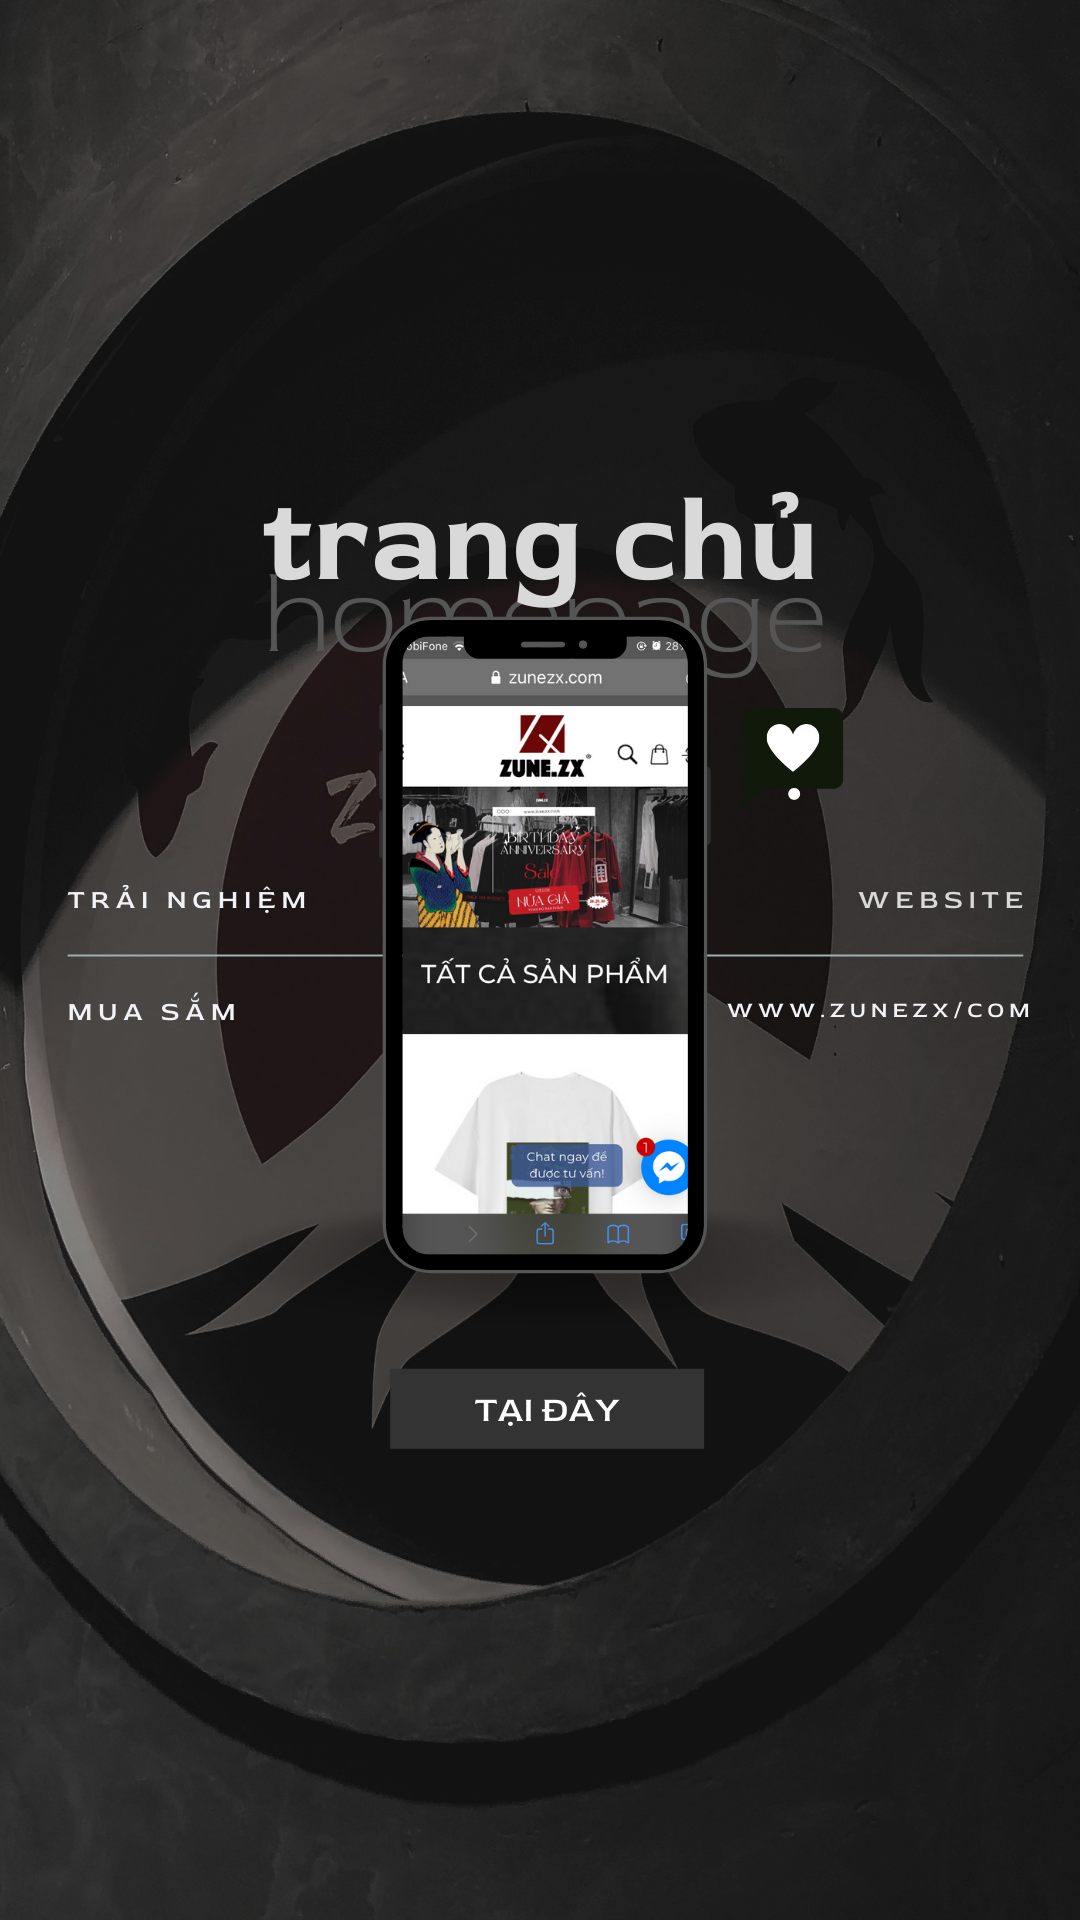 trang chủ
homepage
obiFone
28
A
zunezx.com
ZUNE.ZX®
BIRTHDAY
ANNIVERSARY
Sale
NỬA GIÁ
TẤT CẢ SẢN PHẨM
Chat ngay để
được tư vấn!
1
Z
TRẢI NGHIỆM
WEBSITE
MUA SẮM
WWW.ZUNEZX/COM
TẠI ĐÂY